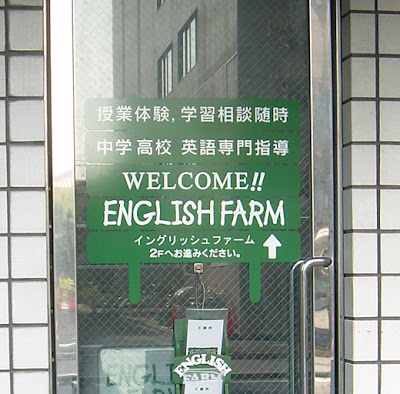 授業体験,学習相談随時
中学高校 英語専門指導
WELCOME!!
ENGLISH FARM
イングリッシュファーム
2Fへお進みください。
ENGLISH
FARM
ENGLISH